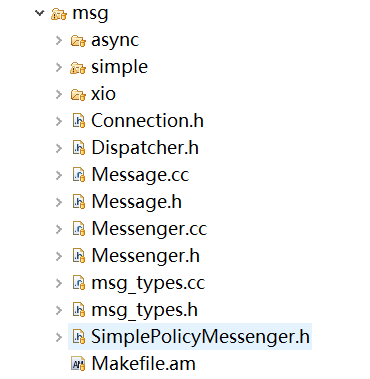 msg
async
simple
xio
Connection.h
Dispatcher.h
Message.cc
Message.h
Messenger.cc
Messenger.h
msg_types.cc
msg_types.h
SimplePolicyMessenger.h
Makefile.am